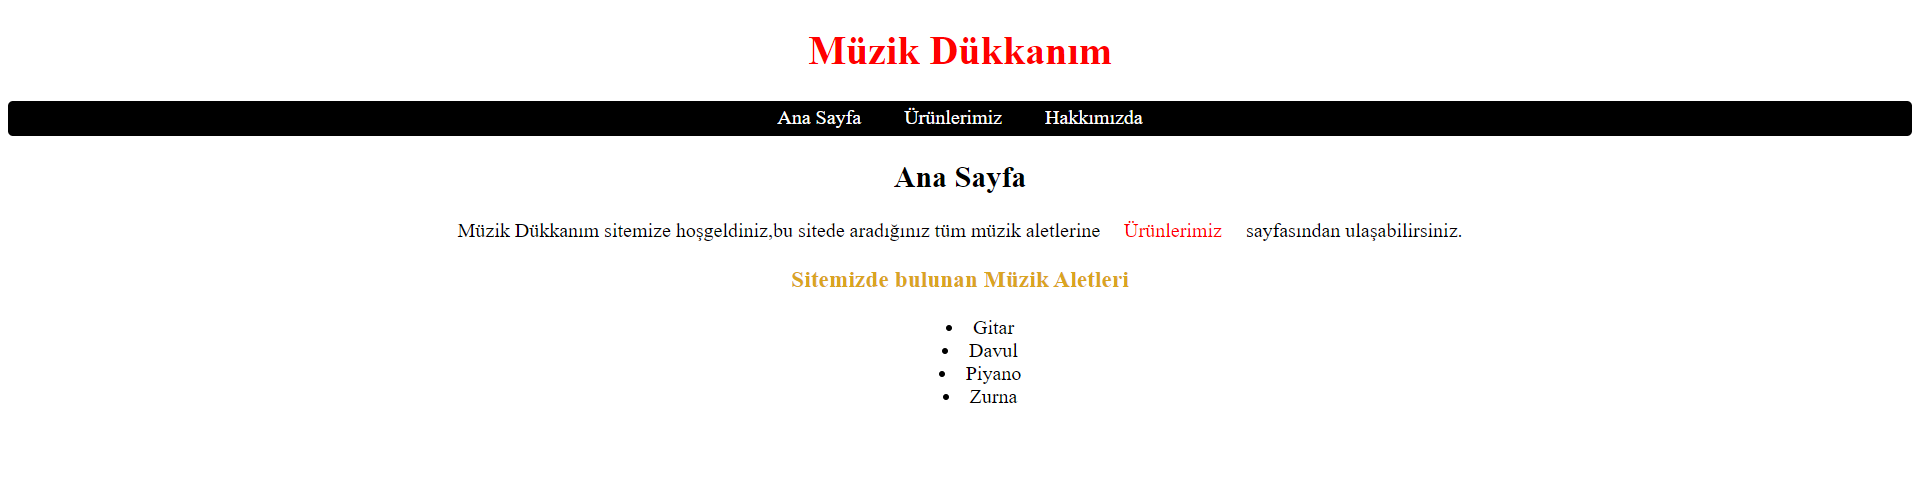 Müzik Dükkanım
Ana Sayfa Ürünlerimiz Hakkımızda
Ana Sayfa
Müzik Dükkanım sitemize hoşgeldiniz,bu sitede aradığınız tüm müzik aletlerine Ürünlerimiz sayfasından ulaşabilirsiniz.
Sitemizde bulunan Müzik Aletleri
• Gitar
• Davul
• Piyano
• Zurna